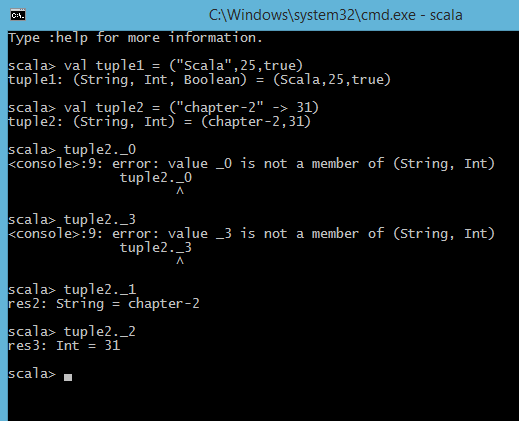 C:\Windows\system32\cmd.exe - scala
Type :help for more information.
scala> val tuple1 = ("Scala",25,true)
tuple1: (String, Int, Boolean) = (Scala,25,true)
scala> val tuple2 = ("chapter-2" -> 31)
tuple2: (String, Int) = (chapter-2,31)
scala> tuple2._0
<console>:9: error: value _0 is not a member of (String, Int)
              tuple2._0
                     ^
scala> tuple2._3
<console>:9: error: value _3 is not a member of (String, Int)
              tuple2._3
                     ^
scala> tuple2._1
res2: String = chapter-2
scala> tuple2._2
res3: Int = 31
scala>